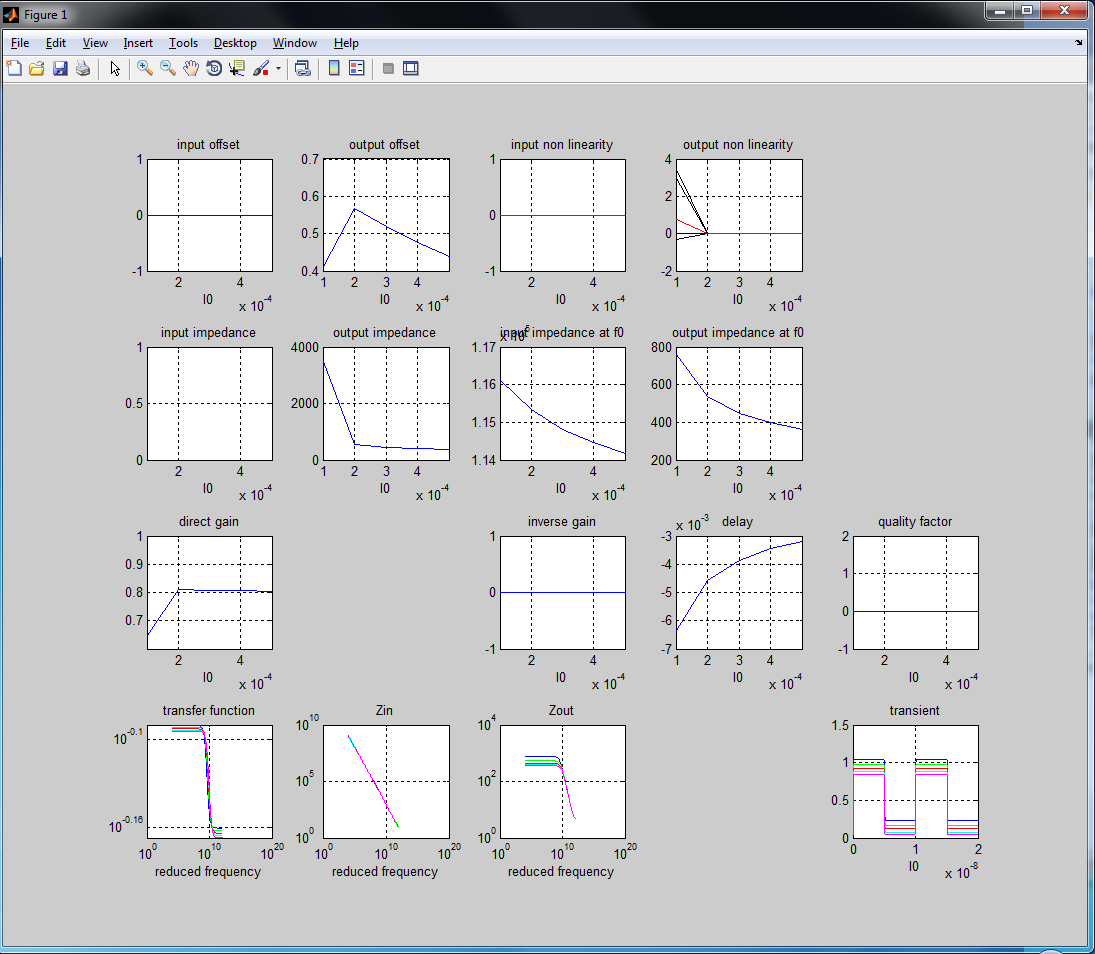 Figure 1
File Edit View Insert Tools Desktop Window Help
input offset output offset input non linearity output non linearity
1 0.7 1 4
0.6 2
0 0.5 0 0
-1 0.4 -1 -2
2 4 1 2 3 4 2 4 1 2 3 4
I0 I0 I0 I0
x 10^-4 x 10^-4 x 10^-4 x 10^-4
input impedance output impedance input impedance at f0 output impedance at f0
x 10^5
1 4000 1.17 800
1.16 600
0.5 2000
1.15 400
0 0 1.14 200
2 4 1 2 3 4 2 4 1 2 3 4
I0 I0 I0 I0
x 10^-4 x 10^-4 x 10^-4 x 10^-4
direct gain inverse gain x 10^-3 delay quality factor
1 1 -3 2
0.9 -4 1
0.8 0 -5 0
0.7 -6
-1 -7 -1
2 4 2 4 1 2 3 4 2 4
I0 I0 I0 I0
x 10^-4 x 10^-4 x 10^-4 x 10^-4
transfer function Zin Zout transient
10^-0.1 10^10 10^4 1.5
10^5 10^2 1
10^-0.16 0.5
10^0 10^0 0
10^0 10^10 10^20 10^0 10^10 10^20 10^0 10^10 10^20 0 1 2
reduced frequency reduced frequency reduced frequency I0
x 10^-8